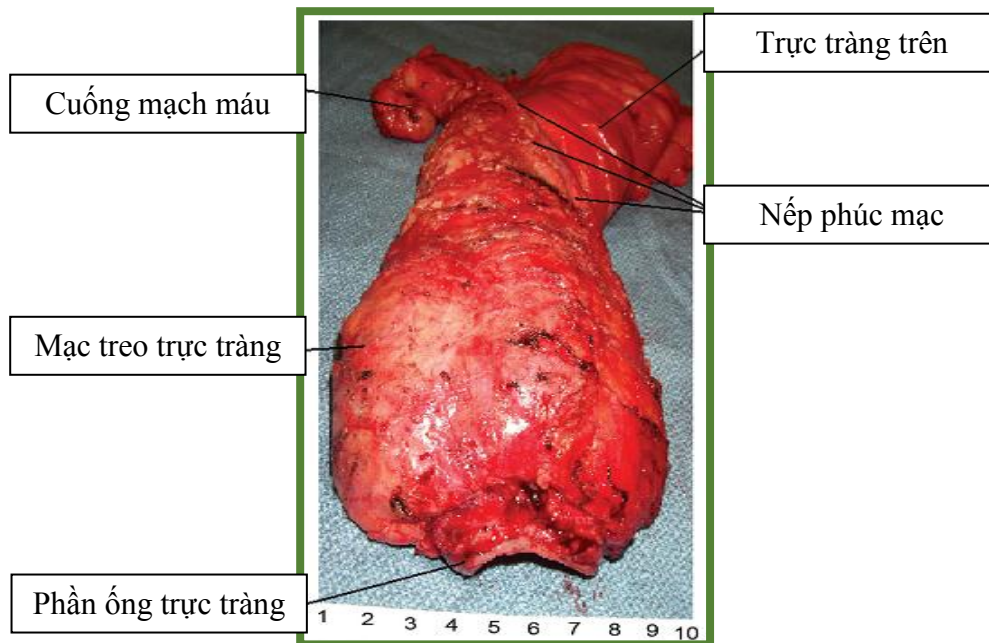 Trực tràng trên
Cuống mạch máu
Nếp phúc mạc
Mạc treo trực tràng
Phần ống trực tràng
1 2 3 4 5 6 7 8 9 10